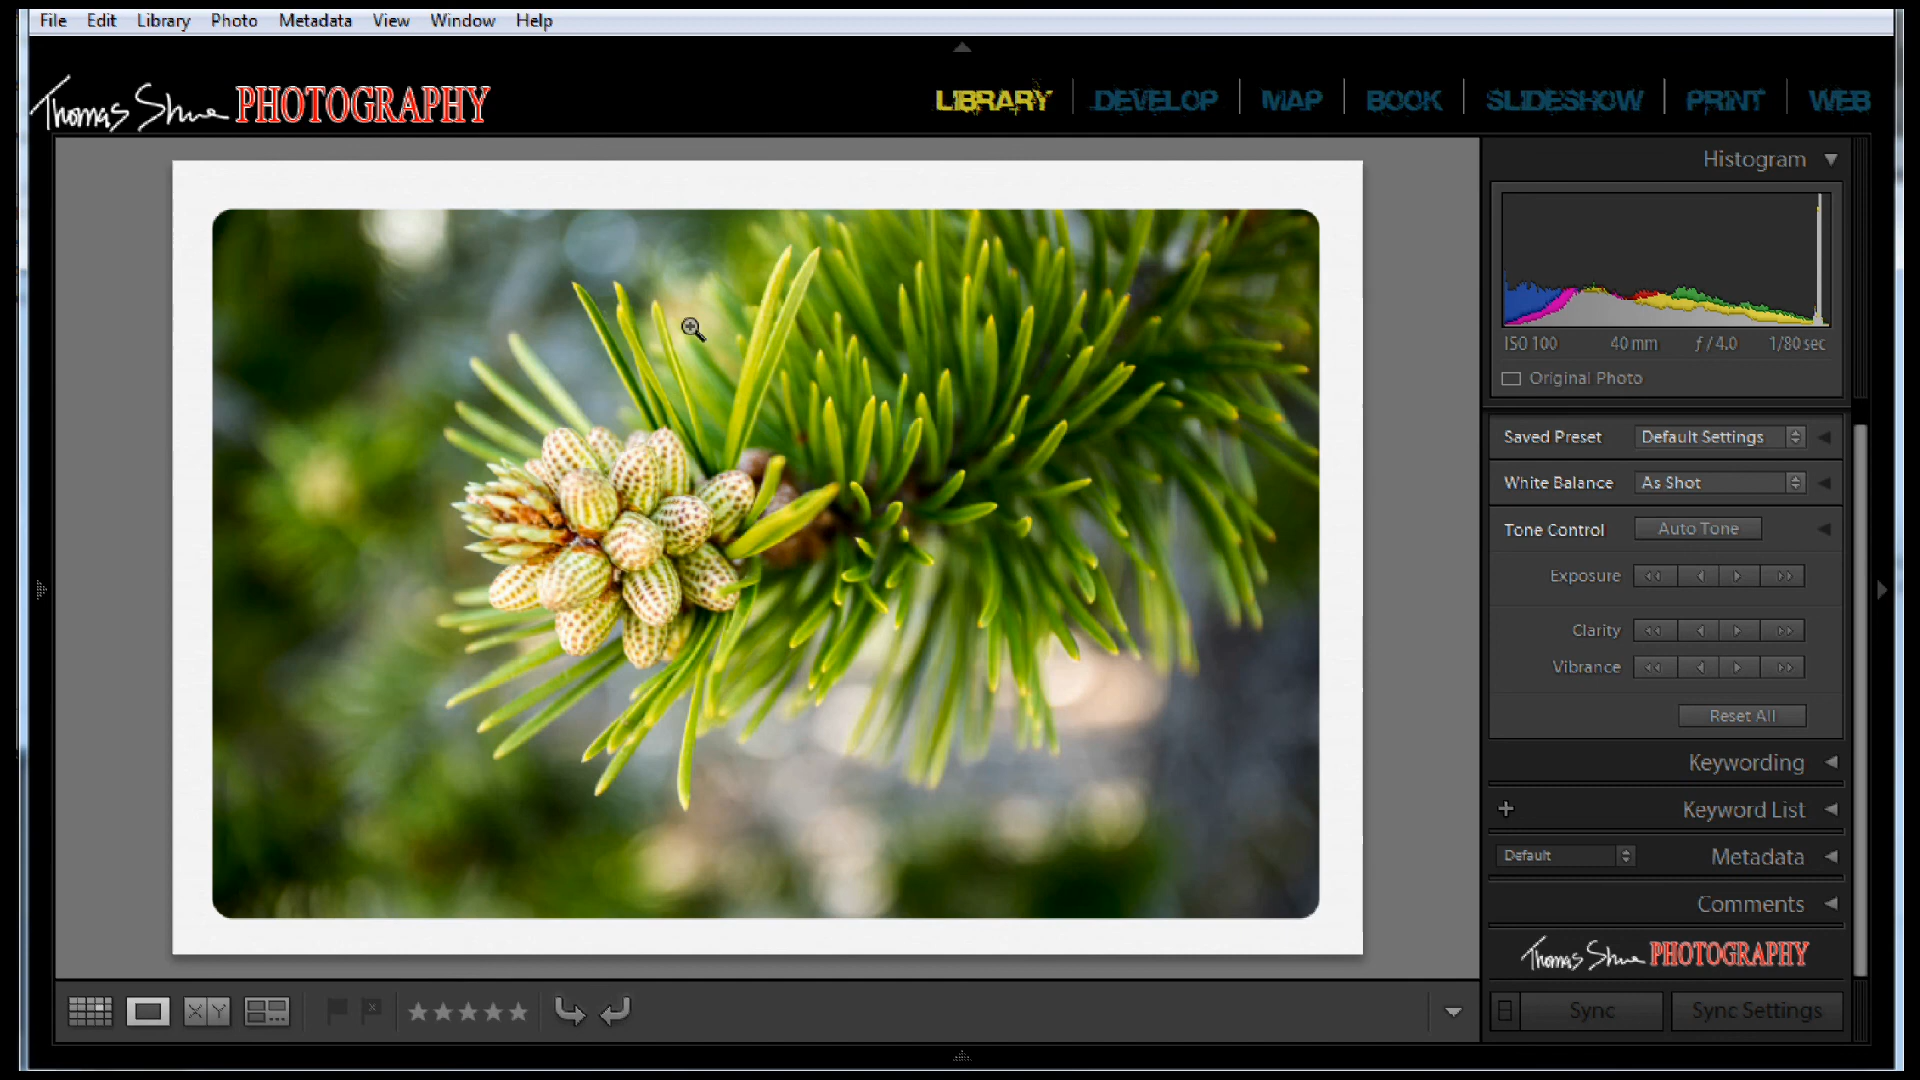 File Edit Library Photo Metadata View Window Help
Thomas Shue PHOTOGRAPHY
LIBRARY DEVELOP MAP BOOK SLIDESHOW PRINT WEB
Histogram
ISO 100 40 mm ƒ / 4.0 1/80 sec
Original Photo
Saved Preset Default Settings
White Balance As Shot
Tone Control Auto Tone
Exposure
Clarity
Vibrance
Reset All
Keywording
+ Keyword List
Default Metadata
Comments
Thomas Shue PHOTOGRAPHY
X Y Sync Sync Settings